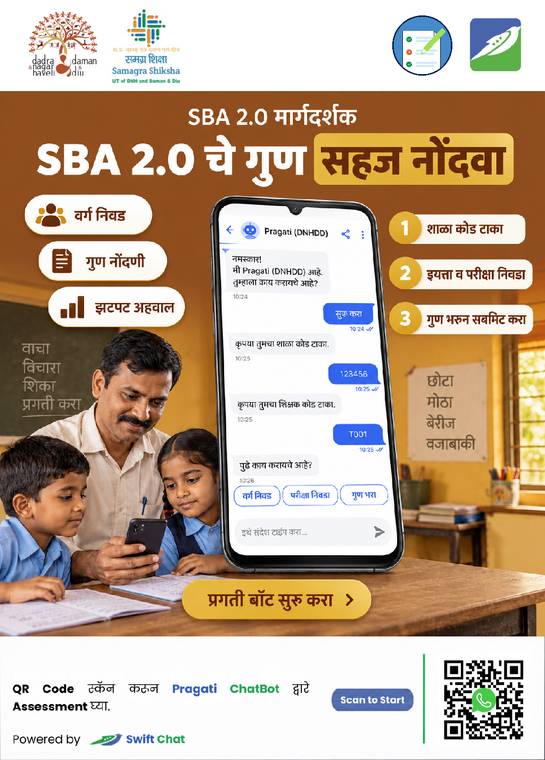 dadra & nagar haveli
daman & diu
समग्र शिक्षा
Samagra Shiksha
UT of DNH and Daman & Diu
SBA 2.0 मार्गदर्शक
SBA 2.0 चे गुण सहज नोंदवा
वर्ग निवड
गुण नोंदणी
झटपट अहवाल
1 शाळा कोड टाका
2 इयत्ता व परीक्षा निवडा
3 गुण भरुन सबमिट करा
Pragati (DNHDD)
नमस्कार!
मी Pragati (DNHDD) आहे.
तुम्हाला काय करायचे आहे?
10:24
सुरू करा
10:24
कृपया तुमचा शाळा कोड टाका.
10:25
123456
10:25
कृपया तुमचा शिक्षक कोड टाका.
10:25
T001
10:25
पुढे काय करायचे आहे?
10:26
वर्ग निवड
परीक्षा निवडा
गुण भरा
इथे संदेश टाईप करा...
वाचा
विचारा
शिका
प्रगती करा
छोटा
मोठा
बेरीज
वजाबाकी
प्रगती बॉट सुरु करा >
QR Code स्कॅन करून Pragati ChatBot द्वारे
Assessment घ्या.
Scan to Start
Powered by Swift Chat